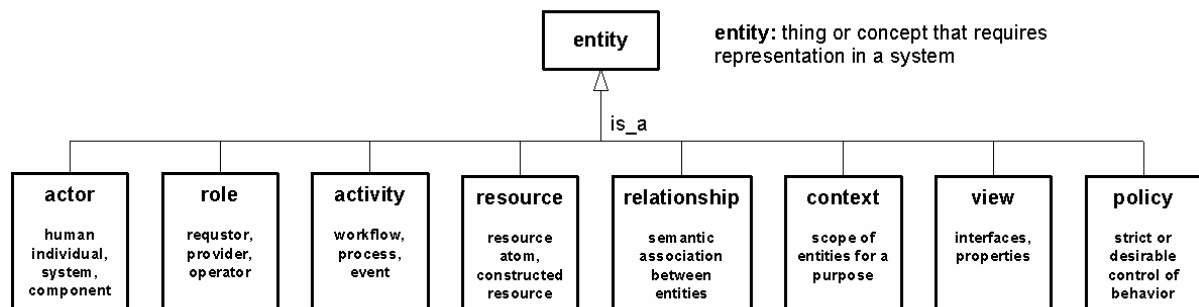 entity
entity: thing or concept that requires
representation in a system
is_a
actor
human
individual,
system,
component
role
requstor,
provider,
operator
activity
workflow,
process,
event
resource
resource
atom,
constructed
resource
relationship
semantic
association
between
entities
context
scope of
entities for a
purpose
view
interfaces,
properties
policy
strict or
desirable
control of
behavior